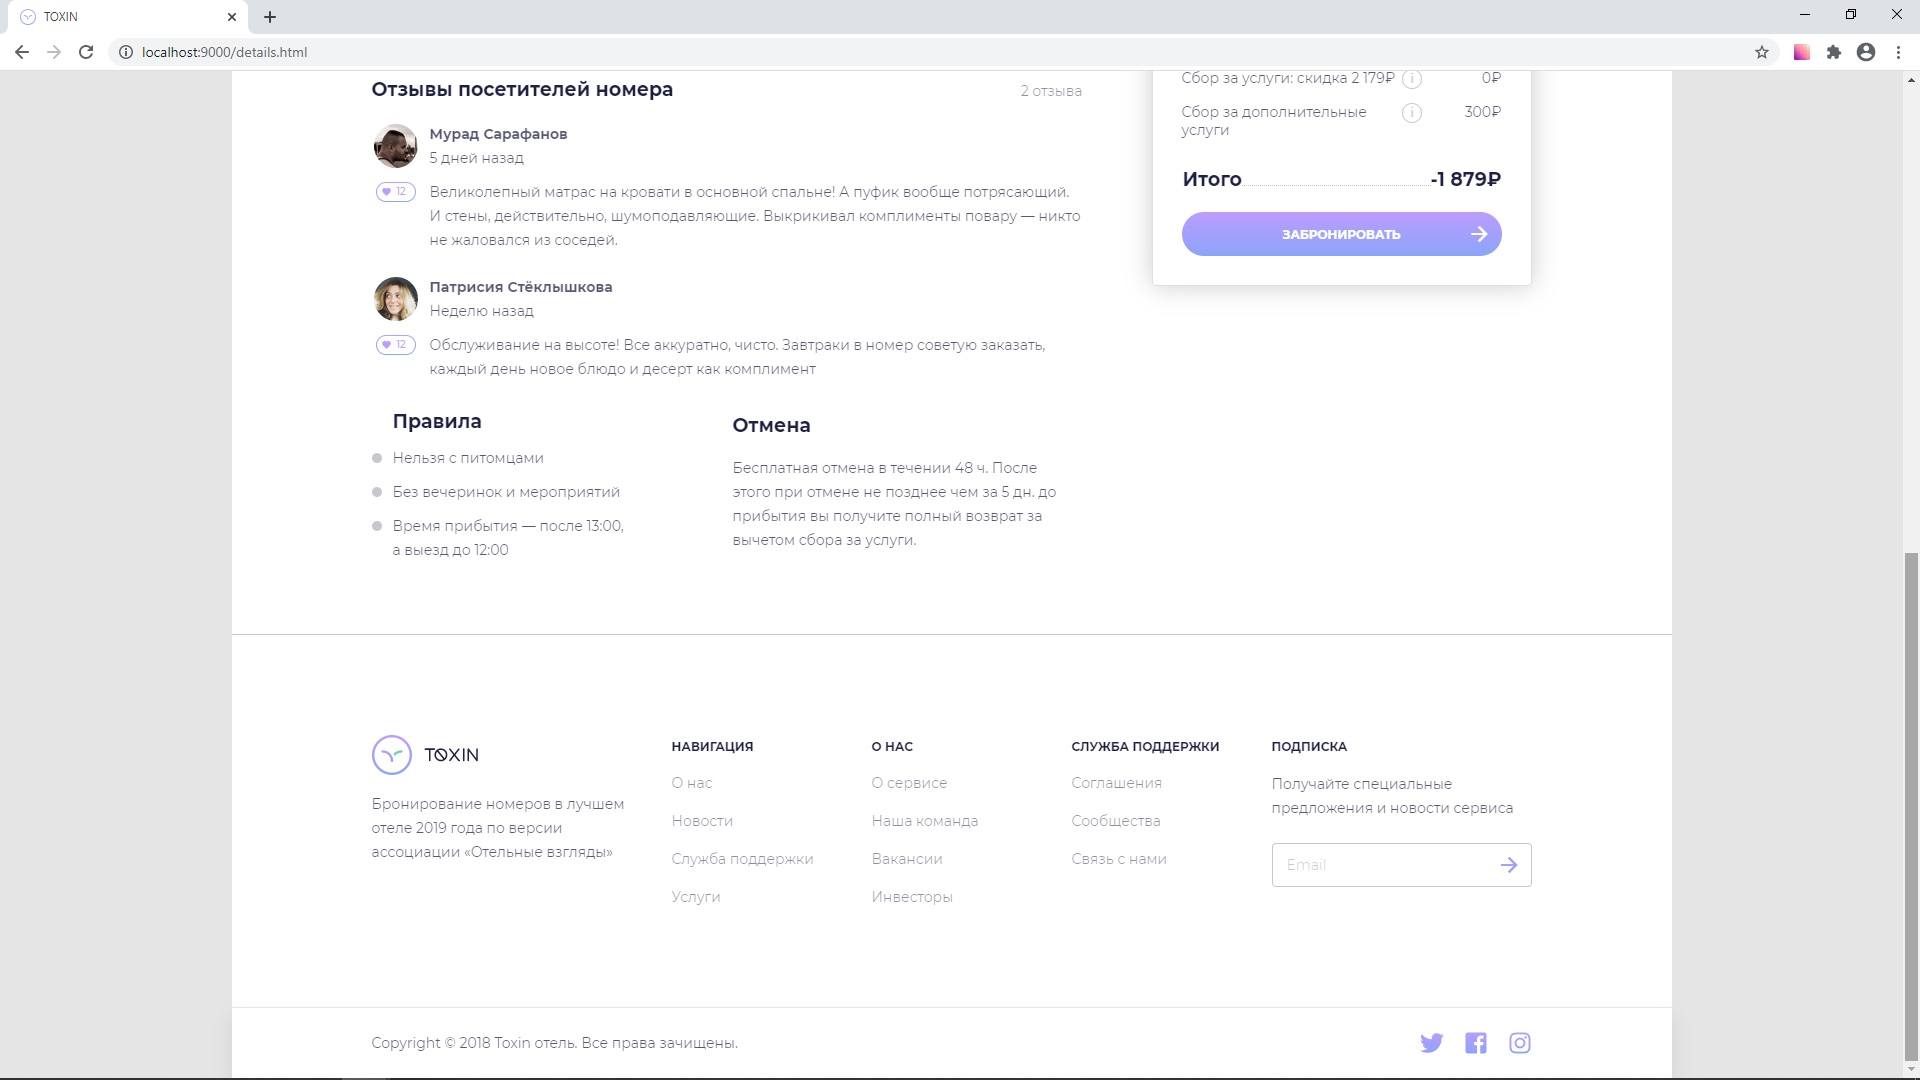 TOXIN
localhost:9000/details.html
Отзывы посетителей номера
2 отзыва
Мурад Сарафанов
5 дней назад
12
Великолепный матрас на кровати в основной спальне! А пуфик вообще потрясающий.
И стены, действительно, шумоподавляющие. Выкрикивал комплименты повару — никто
не жаловался из соседей.
Патрисия Стёклышкова
Неделю назад
12
Обслуживание на высоте! Все аккуратно, чисто. Завтраки в номер советую заказать,
каждый день новое блюдо и десерт как комплимент
Сбор за услуги: скидка 2 179₽ i 0₽
Сбор за дополнительные i 300₽
услуги
Итого -1 879₽
ЗАБРОНИРОВАТЬ
Правила
Нельзя с питомцами
Без вечеринок и мероприятий
Время прибытия — после 13:00,
а выезд до 12:00
Отмена
Бесплатная отмена в течении 48 ч. После
этого при отмене не позднее чем за 5 дн. до
прибытия вы получите полный возврат за
вычетом сбора за услуги.
TOXIN
Бронирование номеров в лучшем
отеле 2019 года по версии
ассоциации «Отельные взгляды»
НАВИГАЦИЯ
О нас
Новости
Служба поддержки
Услуги
О НАС
О сервисе
Наша команда
Вакансии
Инвесторы
СЛУЖБА ПОДДЕРЖКИ
Соглашения
Сообщества
Связь с нами
ПОДПИСКА
Получайте специальные
предложения и новости сервиса
Email
Copyright © 2018 Toxin отель. Все права зачищены.